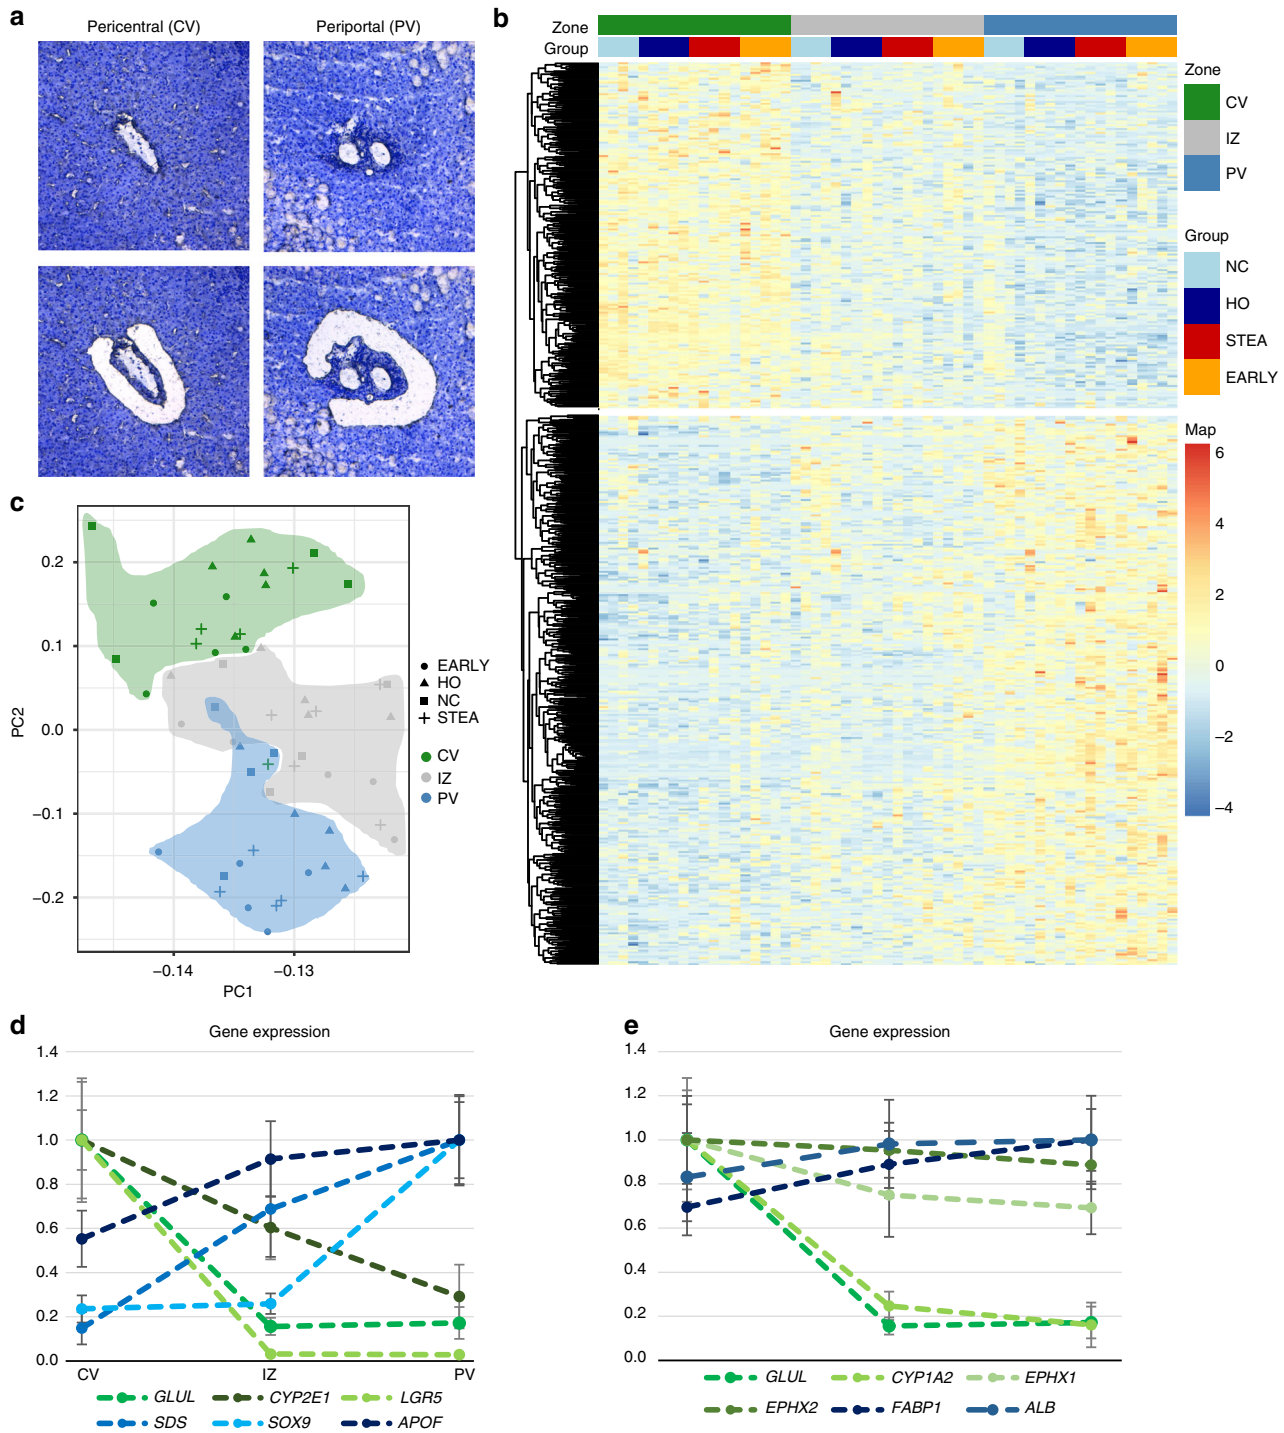 a
Pericentral (CV)
Periportal (PV)
b
Zone
Group
Zone
CV
IZ
PV
Group
NC
HO
STEA
EARLY
Map
6
4
2
0
−2
−4
c
0.2
0.1
0.0
−0.1
−0.2
PC2
−0.14
−0.13
PC1
EARLY
HO
NC
STEA
CV
IZ
PV
d
Gene expression
1.4
1.2
1.0
0.8
0.6
0.4
0.2
0.0
CV
IZ
PV
GLUL
CYP2E1
LGR5
SDS
SOX9
APOF
e
Gene expression
1.4
1.2
1.0
0.8
0.6
0.4
0.2
0.0
GLUL
CYP1A2
EPHX1
EPHX2
FABP1
ALB